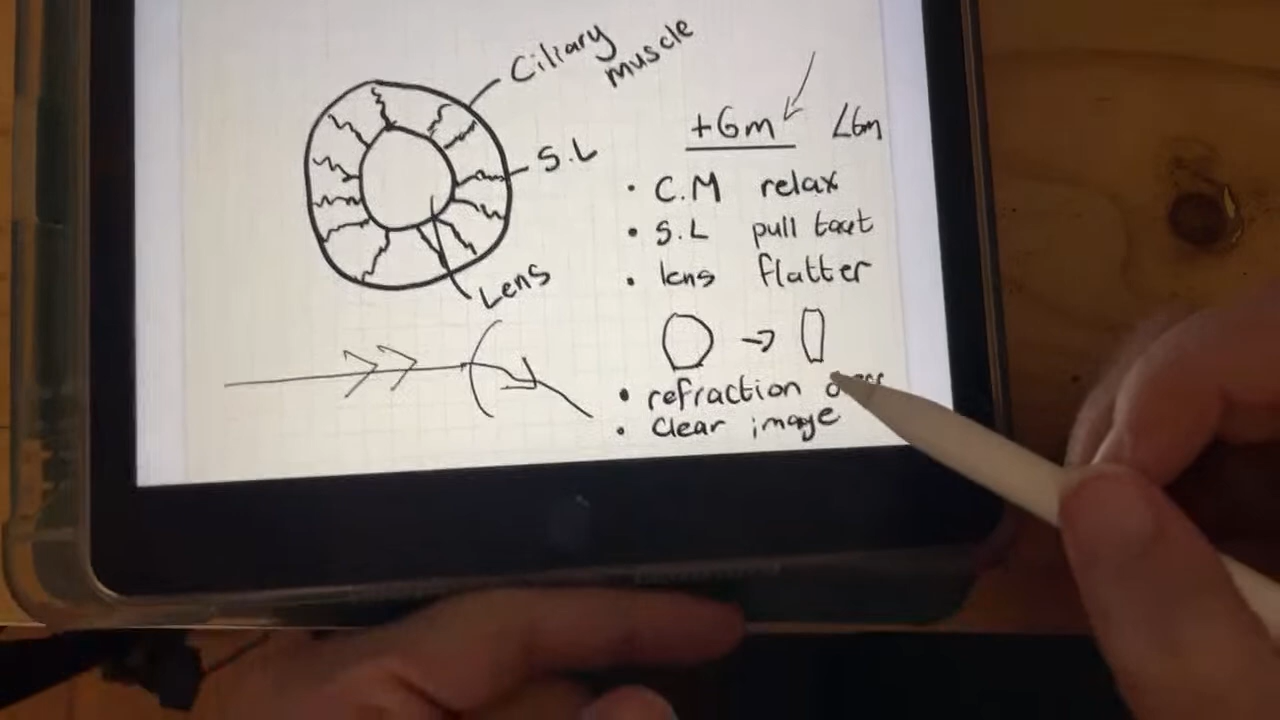 Ciliary
muscle
S.L
Lens
+6m <6m
• C.M relax
• S.L pull taut
• lens flatter
• refraction
• Clear image